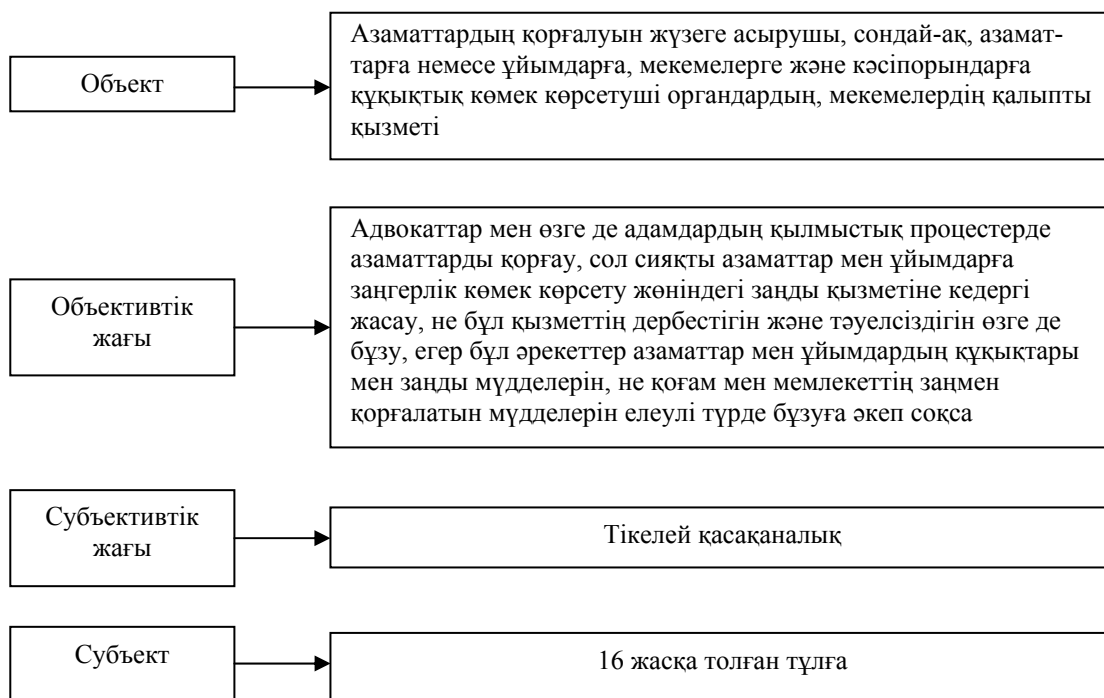 Объект
Азаматтардың қорғалуын жүзеге асырушы, сондай-ақ, азамат-
тарға немесе ұйымдарға, мекемелерге және кәсіпорындарға
құқықтық көмек көрсетуші органдардың, мекемелердің қалыпты
қызметі
Объективтік
жағы
Адвокаттар мен өзге де адамдардың қылмыстық процестерде
азаматтарды қорғау, сол сияқты азаматтар мен ұйымдарға
заңгерлік көмек көрсету жөніндегі заңды қызметіне кедергі
жасау, не бұл қызметтің дербестігін және тәуелсіздігін өзге де
бұзу, егер бұл әрекеттер азаматтар мен ұйымдардың құқықтары
мен заңды мүдделерін, не қоғам мен мемлекеттің заңмен
қорғалатын мүдделерін елеулі түрде бұзуға әкеп соқса
Субъективтік
жағы
Тікелей қасақаналық
Субъект
16 жасқа толған тұлға